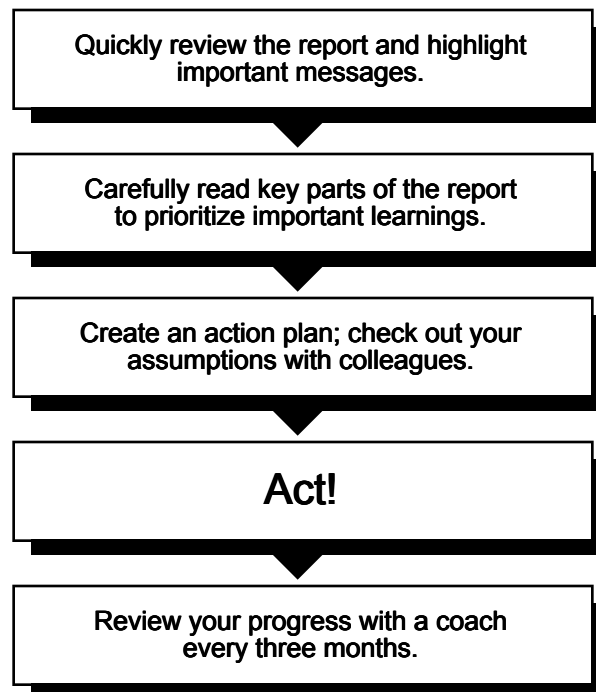 Quickly review the report and highlight
important messages.
Carefully read key parts of the report
to prioritize important learnings.
Create an action plan; check out your
assumptions with colleagues.
Act!
Review your progress with a coach
every three months.